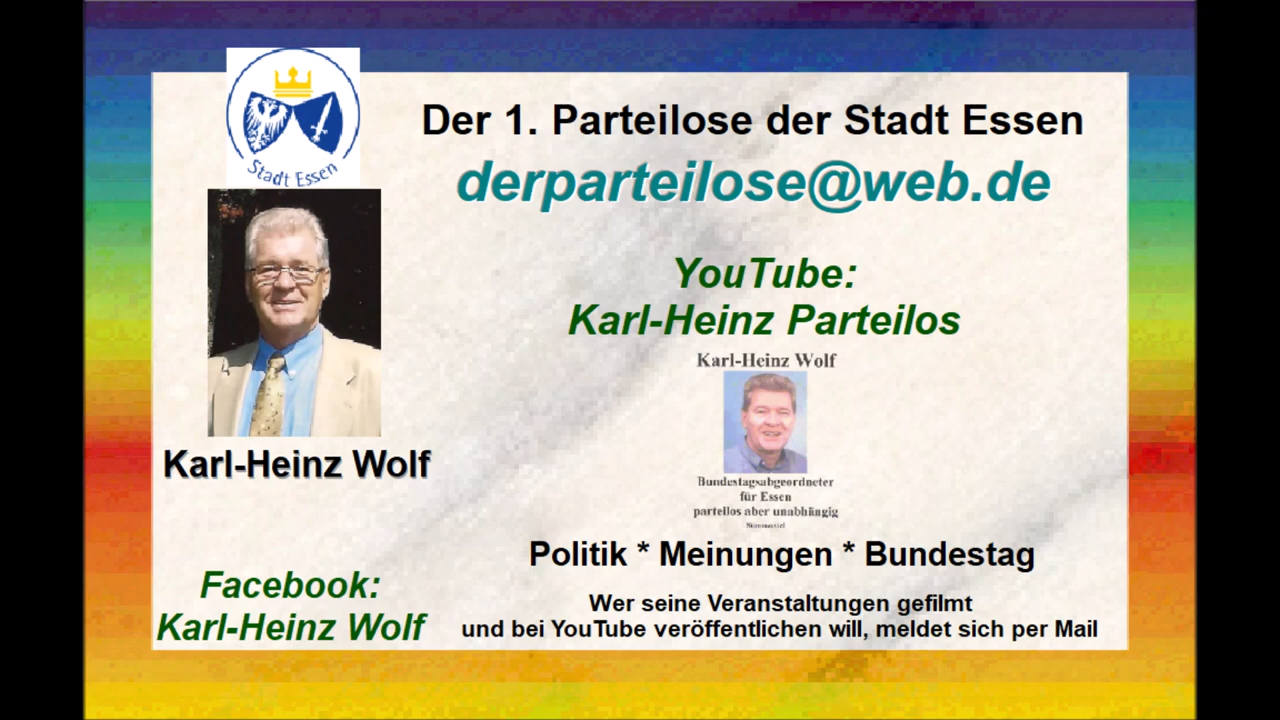 Stadt Essen
Der 1. Parteilose der Stadt Essen
derparteilose@web.de
YouTube:
Karl-Heinz Parteilos
Karl-Heinz Wolf
Bundestagsabgeordneter
für Essen
parteilos aber unabhängig
Karl-Heinz Wolf
Politik * Meinungen * Bundestag
Facebook:
Karl-Heinz Wolf
Wer seine Veranstaltungen gefilmt
und bei YouTube veröffentlichen will, meldet sich per Mail